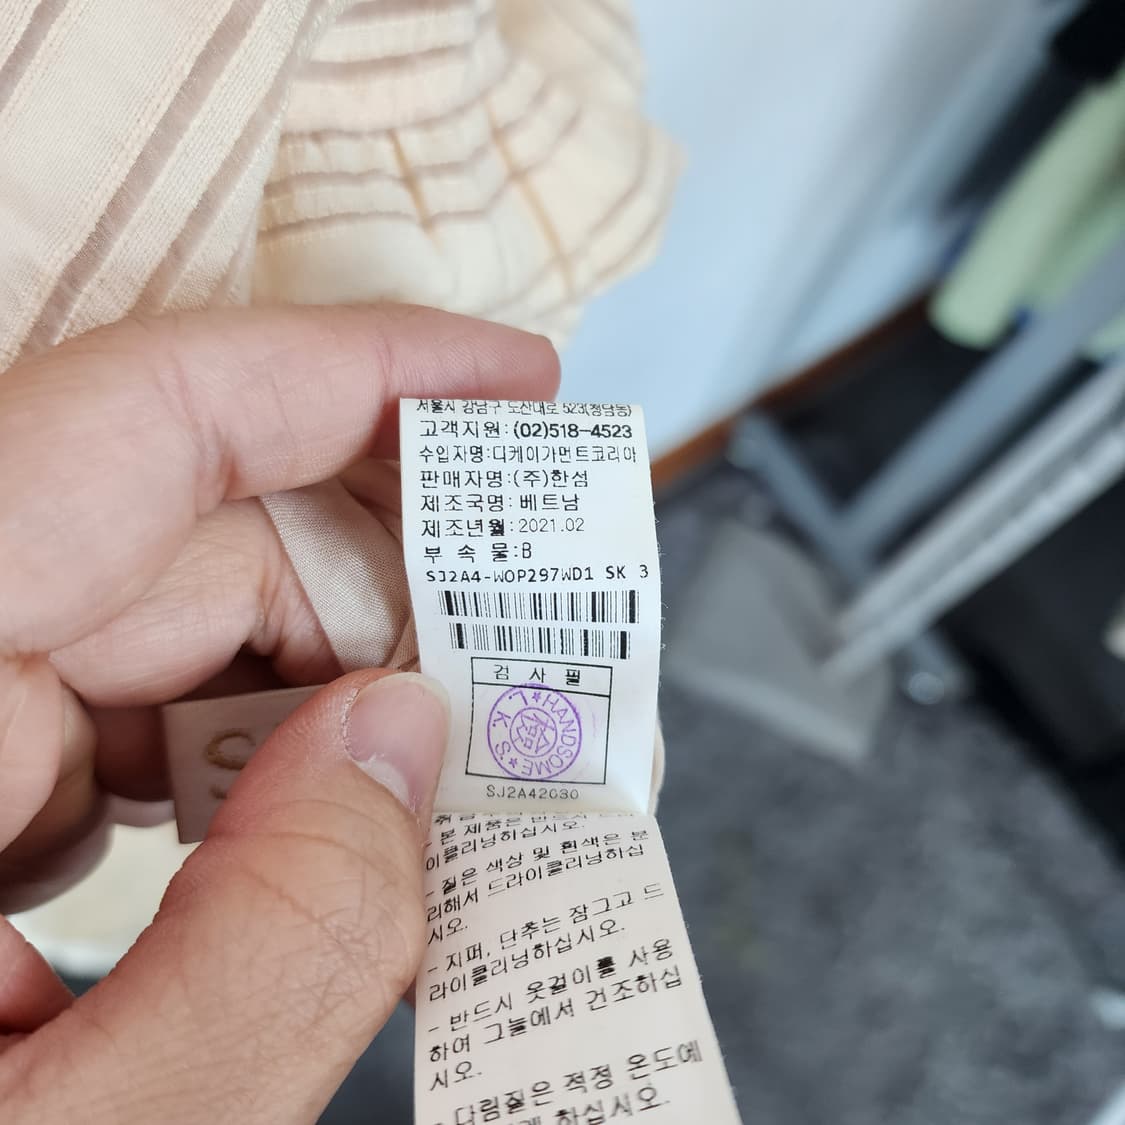 서울시 강남구 도산대로 523(청담동)
고객지원: (02)518-4523
수입자명:디케이가먼트코리아
판매자명:(주)한섬
제조국명: 베트남
제조년월: 2021.02
부 속 물:B
SJ2A4-WOP297WD1 SK 3
검 사 필
★HANDSOME★ L.K.S
SJ2A42030
- 본 제품은 반드시
이클리닝하십시오.
- 짙은 색상 및 흰색은 분
리해서 드라이클리닝하십
시오.
- 지퍼, 단추는 잠그고 드
라이클리닝하십시오.
- 반드시 옷걸이를 사용
하여 그늘에서 건조하십
시오.
- 다림질은 적정 온도에
하십시오.